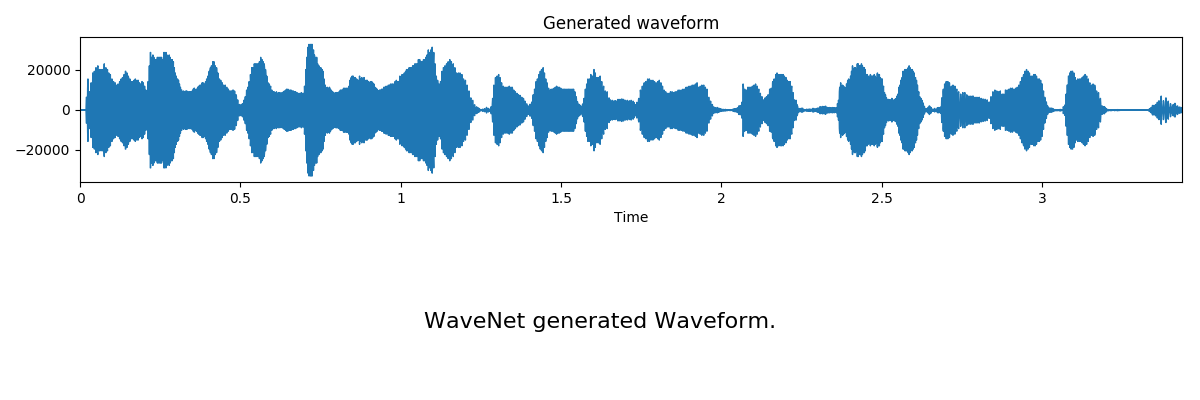 Generated waveform
20000
0
−20000
0 0.5 1 1.5 2 2.5 3
Time
WaveNet generated Waveform.